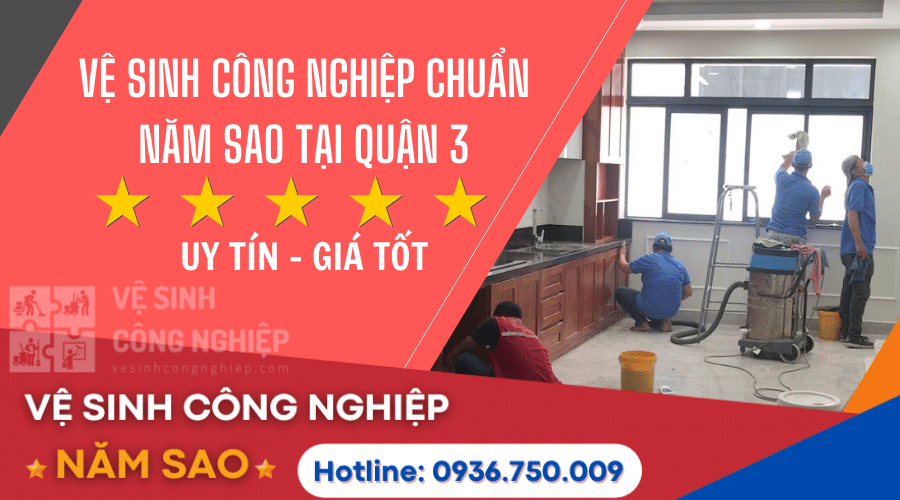 VỆ SINH CÔNG NGHIỆP CHUẨN
NĂM SAO TẠI QUẬN 3
UY TÍN - GIÁ TỐT
VỆ SINH
CÔNG NGHIỆP
vesinhcongnghiep.com
VỆ SINH CÔNG NGHIỆP
NĂM SAO
Hotline: 0936.750.009